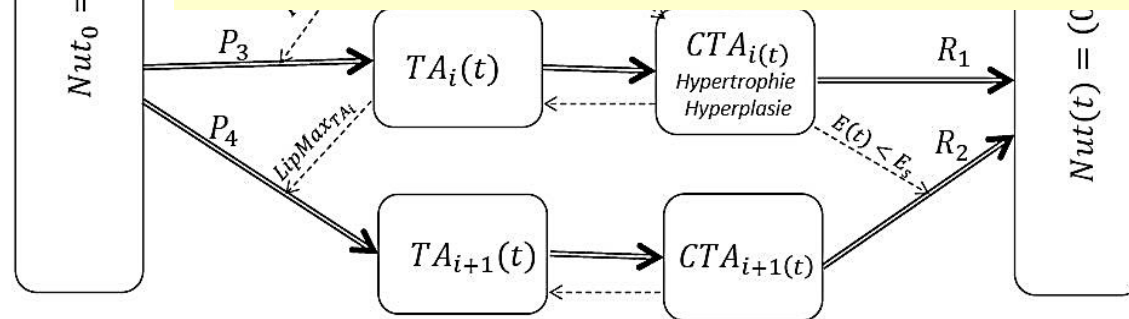 Nut₀ =
P₃
TAᵢ(t)
CTAᵢ(t)
Hypertrophie
Hyperplasie
R₁
P₄
LipMax_TAᵢ
E(t) < Eₛ
R₂
TAᵢ₊₁(t)
CTAᵢ₊₁(t)
Nut(t) = (